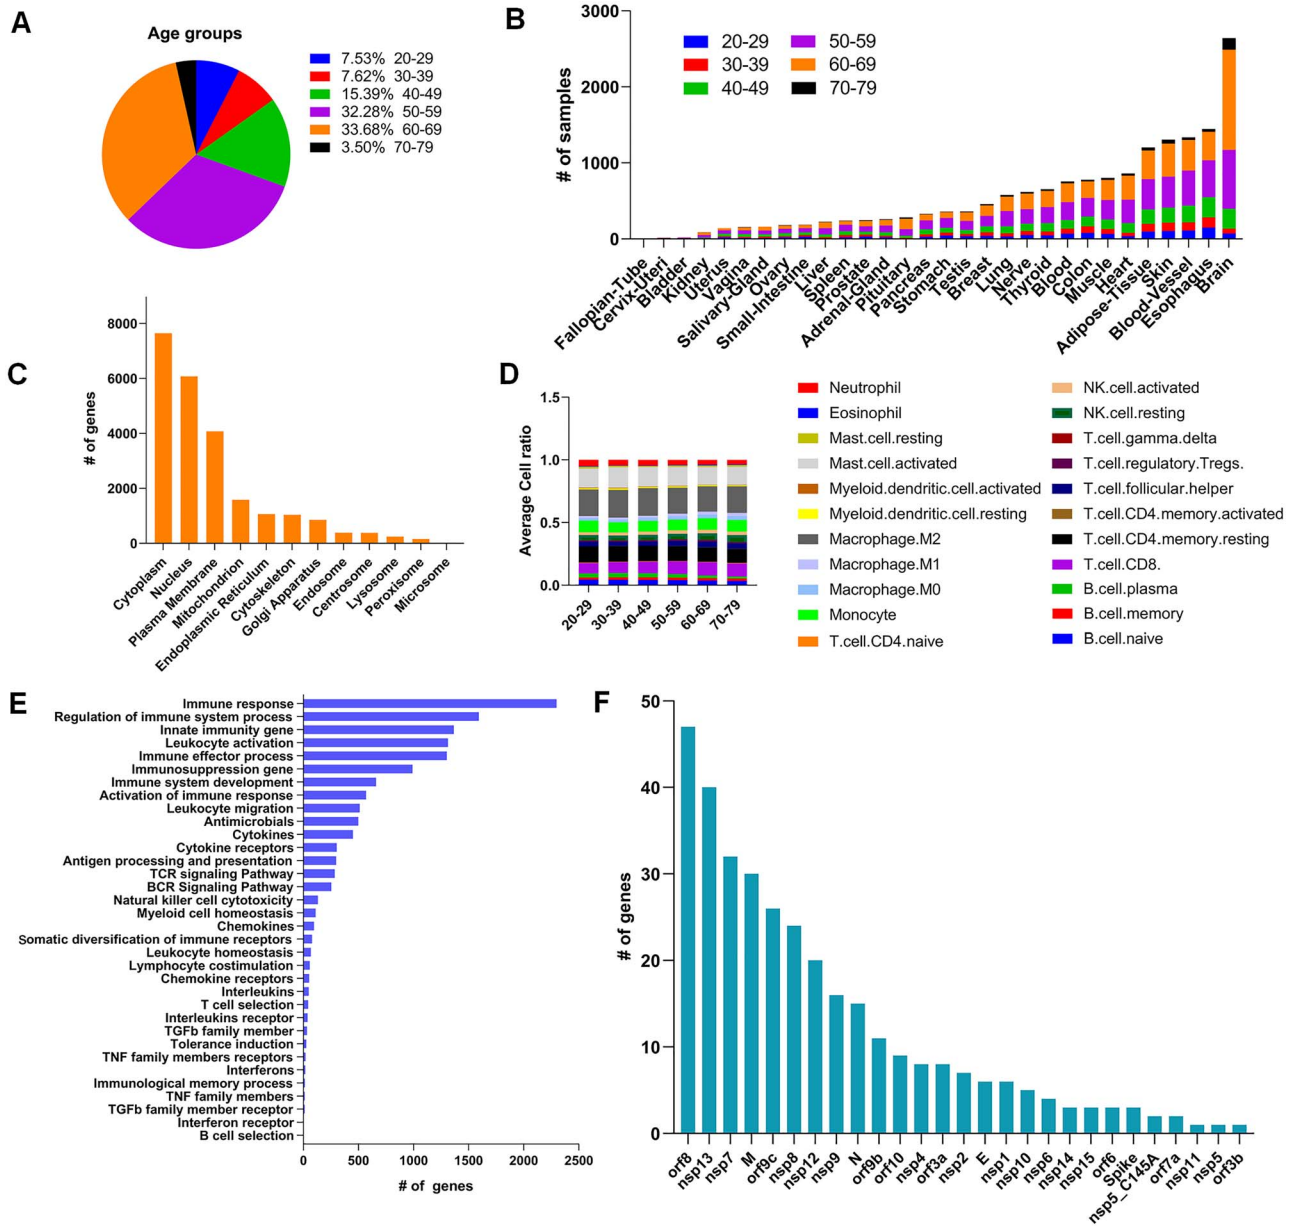 A
Age groups
7.53% 20-29
7.62% 30-39
15.39% 40-49
32.28% 50-59
33.68% 60-69
3.50% 70-79
B
# of samples
3000
2000
1000
0
20-29
30-39
40-49
50-59
60-69
70-79
Fallopian-Tube
Cervix-Uteri
Bladder
Kidney
Uterus
Vagina
Salivary-Gland
Ovary
Small-Intestine
Liver
Spleen
Prostate
Adrenal-Gland
Pituitary
Pancreas
Stomach
Testis
Breast
Lung
Nerve
Thyroid
Blood
Colon
Muscle
Heart
Adipose-Tissue
Skin
Blood-Vessel
Esophagus
Brain
C
# of genes
8000
6000
4000
2000
0
Cytoplasm
Nucleus
Plasma Membrane
Mitochondrion
Endoplasmic Reticulum
Cytoskeleton
Golgi Apparatus
Endosome
Centrosome
Lysosome
Peroxisome
Microsome
D
Average Cell ratio
1.5
1.0
0.5
0.0
20-29
30-39
40-49
50-59
60-69
70-79
Neutrophil
Eosinophil
Mast.cell.resting
Mast.cell.activated
Myeloid.dendritic.cell.activated
Myeloid.dendritic.cell.resting
Macrophage.M2
Macrophage.M1
Macrophage.M0
Monocyte
T.cell.CD4.naive
NK.cell.activated
NK.cell.resting
T.cell.gamma.delta
T.cell.regulatory.Tregs.
T.cell.follicular.helper
T.cell.CD4.memory.activated
T.cell.CD4.memory.resting
T.cell.CD8.
B.cell.plasma
B.cell.memory
B.cell.naive
E
Immune response
Regulation of immune system process
Innate immunity gene
Leukocyte activation
Immune effector process
Immunosuppression gene
Immune system development
Activation of immune response
Leukocyte migration
Antimicrobials
Cytokines
Cytokine receptors
Antigen processing and presentation
TCR signaling Pathway
BCR Signaling Pathway
Natural killer cell cytotoxicity
Myeloid cell homeostasis
Chemokines
Somatic diversification of immune receptors
Leukocyte homeostasis
Lymphocyte costimulation
Chemokine receptors
Interleukins
T cell selection
Interleukins receptor
TGFb family member
Tolerance induction
TNF family members receptors
Interferons
Immunological memory process
TNF family members
TGFb family member receptor
Interferon receptor
B cell selection
0
500
1000
1500
2000
2500
# of genes
F
# of genes
50
40
30
20
10
0
orf8
nsp13
nsp7
M
orf9c
nsp8
nsp12
nsp9
N
orf9b
orf10
nsp4
orf3a
nsp2
E
nsp1
nsp10
nsp6
nsp14
nsp15
orf6
Spike
nsp5_C145A
orf7a
nsp11
nsp5
orf3b